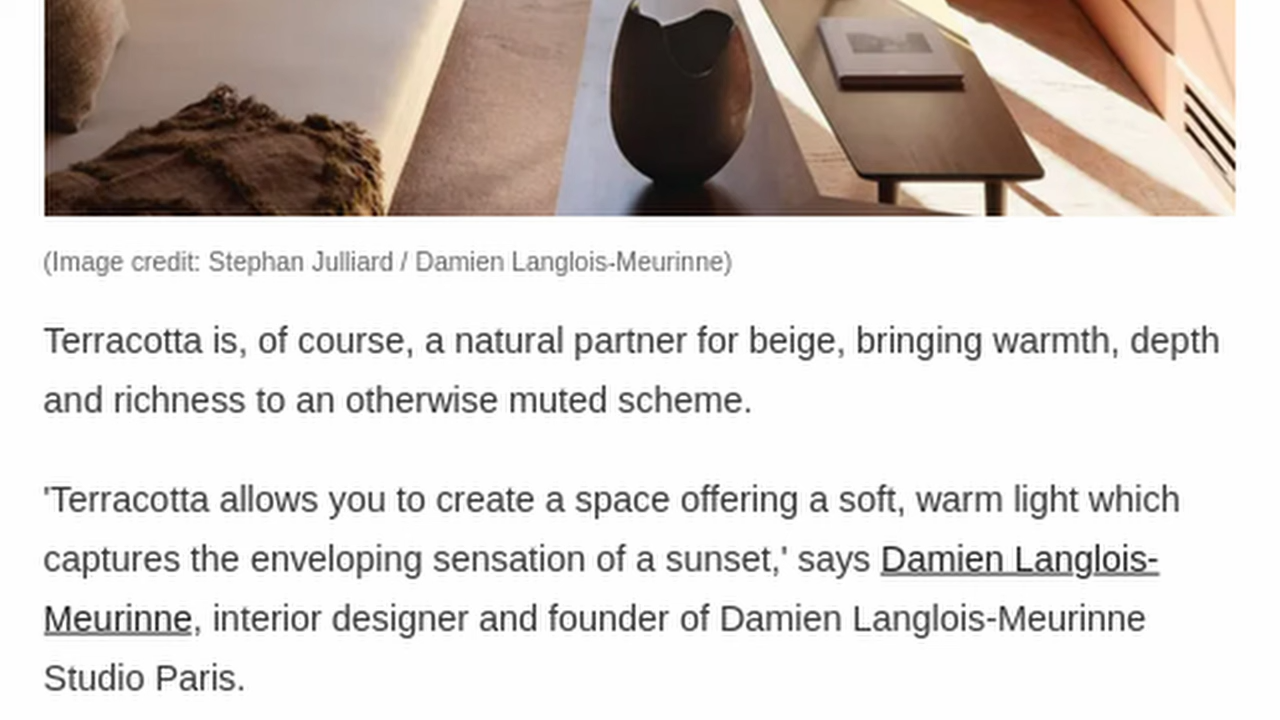 (Image credit: Stephan Julliard / Damien Langlois-Meurinne)
Terracotta is, of course, a natural partner for beige, bringing warmth, depth
and richness to an otherwise muted scheme.
'Terracotta allows you to create a space offering a soft, warm light which
captures the enveloping sensation of a sunset,' says Damien Langlois-
Meurinne, interior designer and founder of Damien Langlois-Meurinne
Studio Paris.